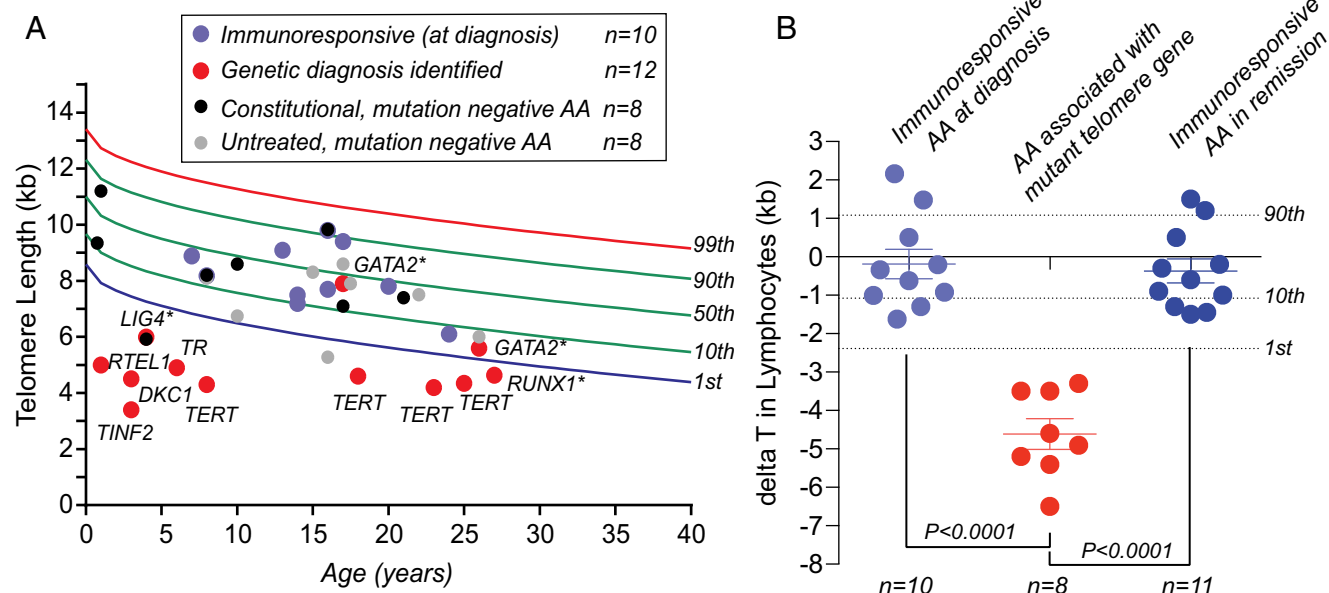 A
Immunoresponsive (at diagnosis) n=10
Genetic diagnosis identified n=12
Constitutional, mutation negative AA n=8
Untreated, mutation negative AA n=8
Telomere Length (kb)
14
12
10
8
6
4
2
0
0 5 10 15 20 25 30 35 40
Age (years)
99th
90th
50th
10th
1st
GATA2*
LIG4*
RTEL1
TR
DKC1
TERT
TINF2
TERT
TERT
TERT
GATA2*
RUNX1*
B
Immunoresponsive
AA at diagnosis
AA associated with
mutant telomere gene
Immunoresponsive
AA in remission
delta T in Lymphocytes (kb)
3
2
1
0
-1
-2
-3
-4
-5
-6
-7
-8
90th
10th
1st
P<0.0001
P<0.0001
n=10 n=8 n=11